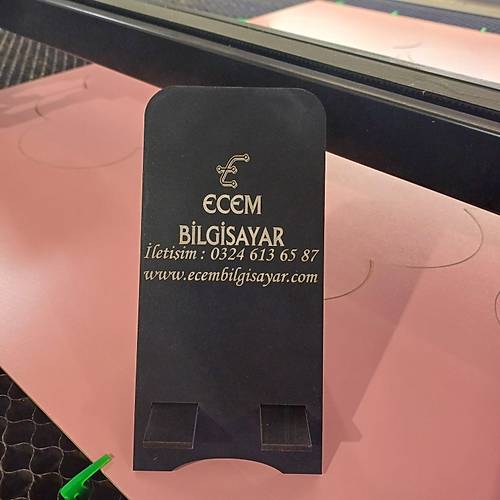 ECEM
BİLGİSAYAR
İletişim : 0324 613 65 87
www.ecembilgisayar.com